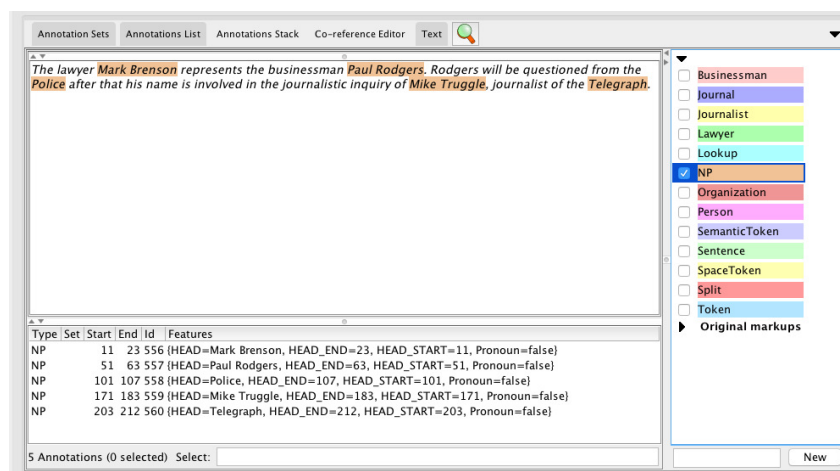 Annotation Sets Annotations List Annotations Stack Co-reference Editor Text
The lawyer Mark Brenson represents the businessman Paul Rodgers. Rodgers will be questioned from the
Police after that his name is involved in the journalistic inquiry of Mike Truggle, journalist of the Telegraph.
Businessman
Journal
Journalist
Lawyer
Lookup
NP
Organization
Person
SemanticToken
Sentence
SpaceToken
Split
Token
Original markups
Type Set Start End Id Features
NP 11 23 556 {HEAD=Mark Brenson, HEAD_END=23, HEAD_START=11, Pronoun=false}
NP 51 63 557 {HEAD=Paul Rodgers, HEAD_END=63, HEAD_START=51, Pronoun=false}
NP 101 107 558 {HEAD=Police, HEAD_END=107, HEAD_START=101, Pronoun=false}
NP 171 183 559 {HEAD=Mike Truggle, HEAD_END=183, HEAD_START=171, Pronoun=false}
NP 203 212 560 {HEAD=Telegraph, HEAD_END=212, HEAD_START=203, Pronoun=false}
5 Annotations (0 selected) Select:
New